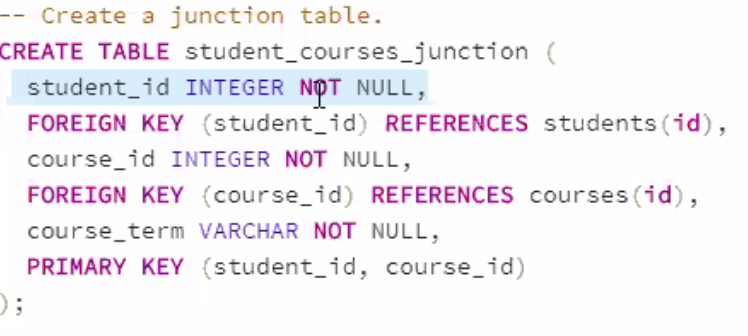 -- Create a junction table.
CREATE TABLE student_courses_junction (
student_id INTEGER NOT NULL,
FOREIGN KEY (student_id) REFERENCES students(id),
course_id INTEGER NOT NULL,
FOREIGN KEY (course_id) REFERENCES courses(id),
course_term VARCHAR NOT NULL,
PRIMARY KEY (student_id, course_id)
);